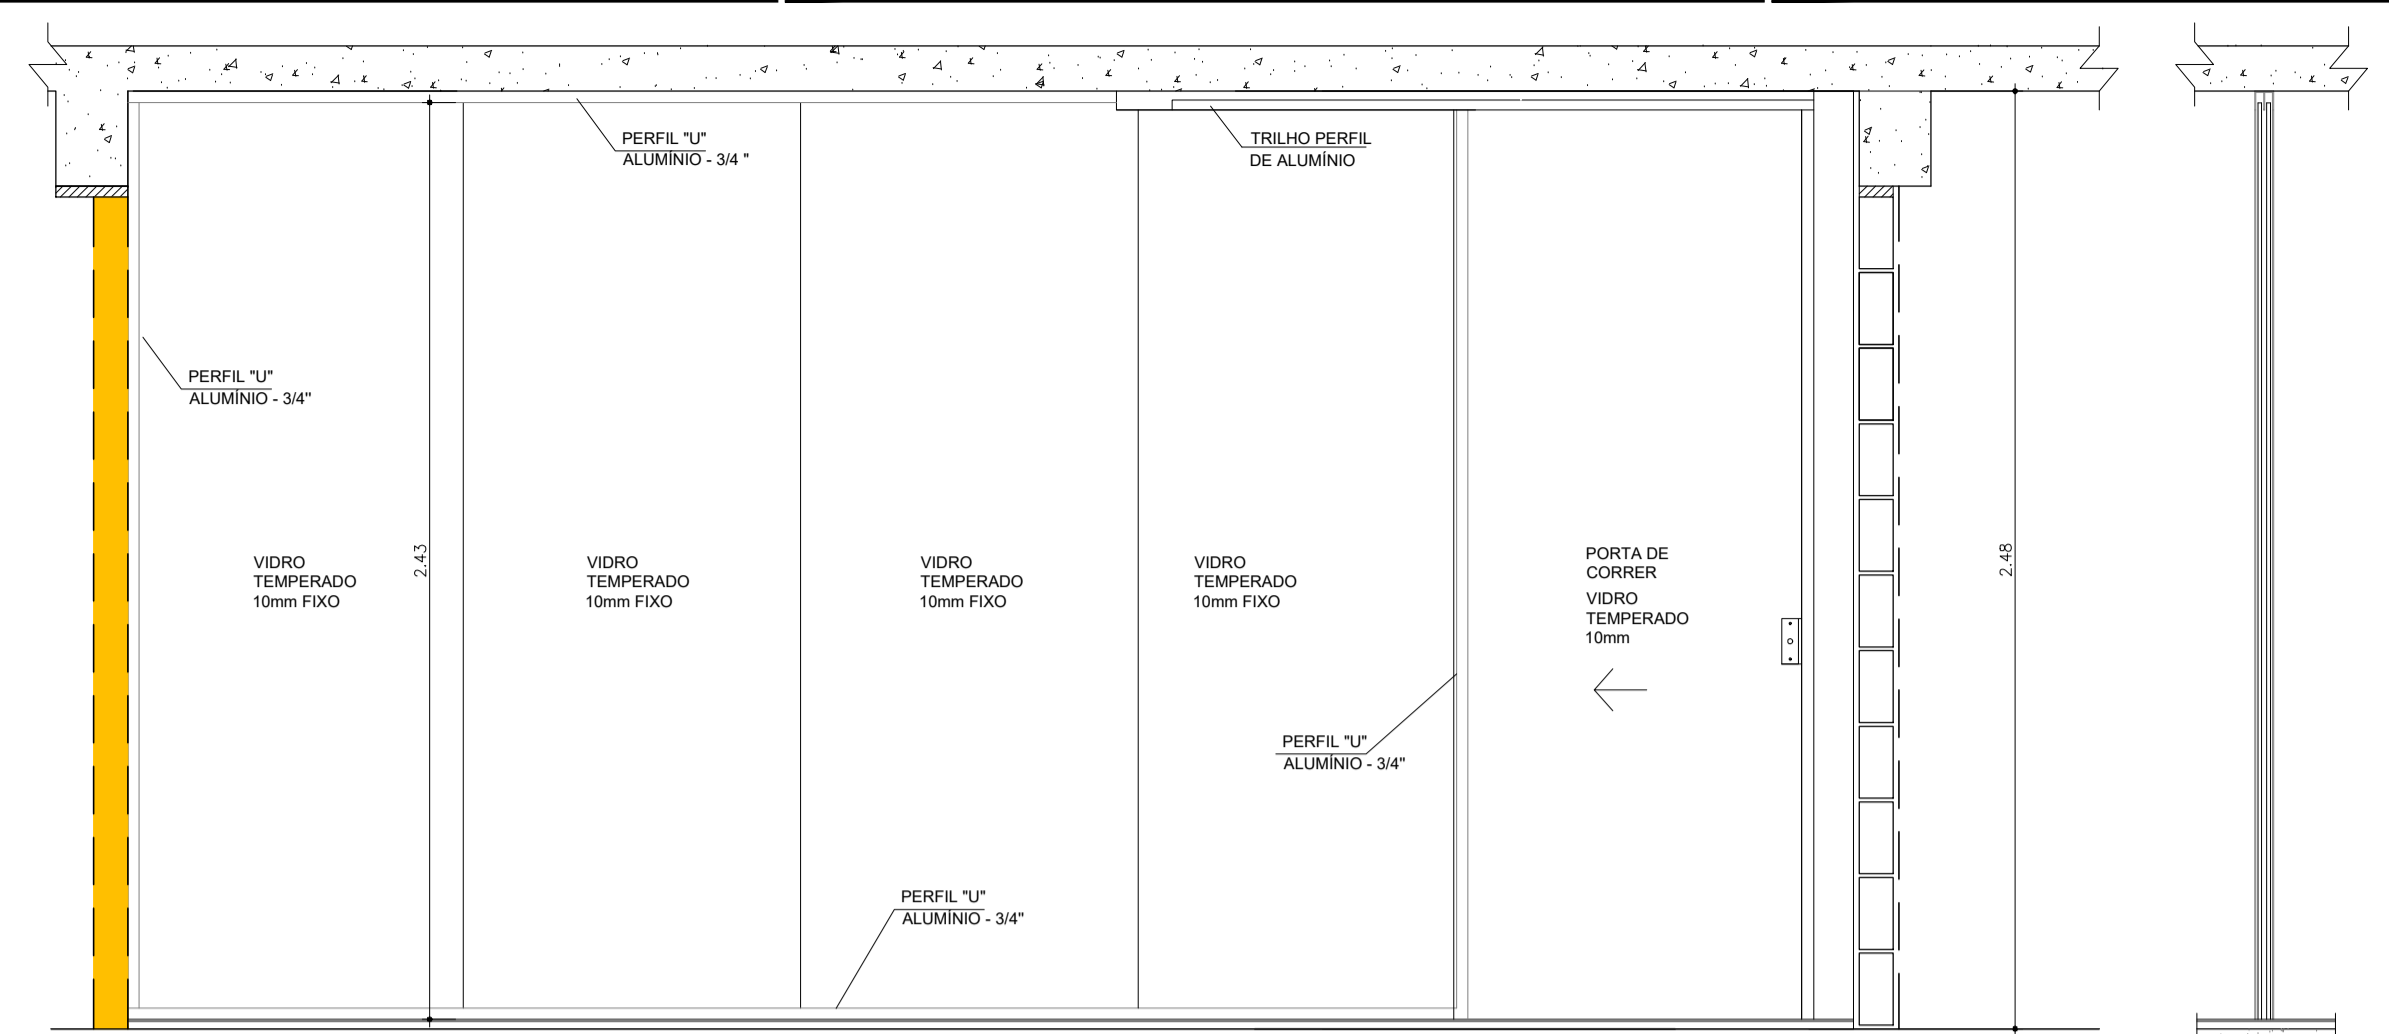 PERFIL "U"
ALUMÍNIO - 3/4 "
TRILHO PERFIL
DE ALUMÍNIO
PERFIL "U"
ALUMÍNIO - 3/4"
VIDRO
TEMPERADO
10mm FIXO
2.43
VIDRO
TEMPERADO
10mm FIXO
VIDRO
TEMPERADO
10mm FIXO
VIDRO
TEMPERADO
10mm FIXO
PORTA DE
CORRER
VIDRO
TEMPERADO
10mm
2.48
PERFIL "U"
ALUMÍNIO - 3/4"
PERFIL "U"
ALUMÍNIO - 3/4"